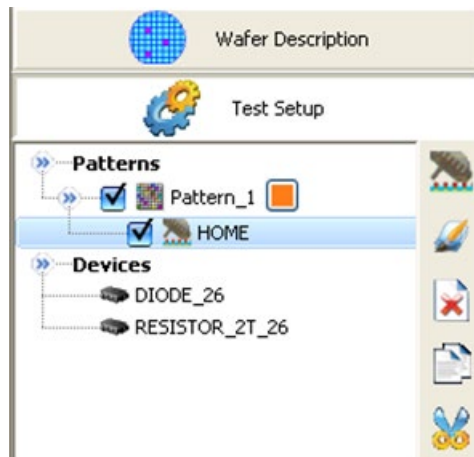 Wafer Description
Test Setup
Patterns
Pattern_1
HOME
Devices
DIODE_26
RESISTOR_2T_26